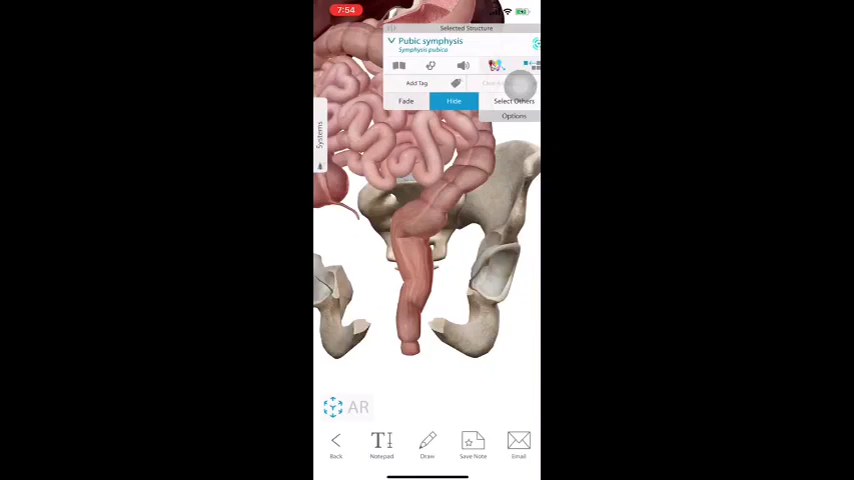 7:54
Selected Structure
Pubic symphysis
Symphysis pubica
Add Tag
Fade
Hide
Select Others
Options
Systems
AR
Back
Notepad
Draw
Save Note
Email